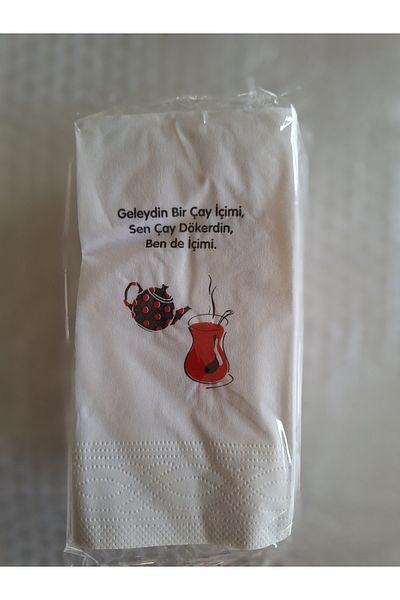 Geleydin Bir Çay İçimi,
Sen Çay Dökerdin,
Ben de İçimi.